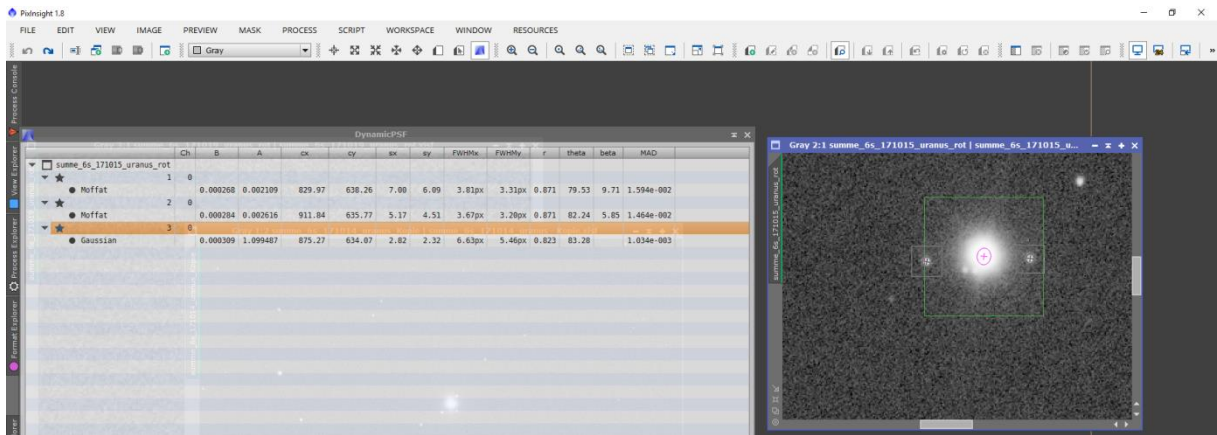 PixInsight 1.8
FILE EDIT VIEW IMAGE PREVIEW MASK PROCESS SCRIPT WORKSPACE WINDOW RESOURCES
Gray
Process Console
View Explorer
Process Explorer
Format Explorer
DynamicPSF
Ch B A cx cy sx sy FWHMx FWHMy r theta beta MAD
summe_6s_171015_uranus_rot
1 0
Moffat 0.000268 0.002109 829.97 638.26 7.00 6.09 3.81px 3.31px 0.871 79.53 9.71 1.594e-002
2 0
Moffat 0.000284 0.002616 911.84 635.77 5.17 4.51 3.67px 3.20px 0.871 82.24 5.85 1.464e-002
3 0
Gaussian 0.000309 1.099487 875.27 634.07 2.82 2.32 6.63px 5.46px 0.823 83.28 1.034e-003
Gray 2:1 summe_6s_171015_uranus_rot | summe_6s_171015_u...
summe_6s_171015_uranus_rot